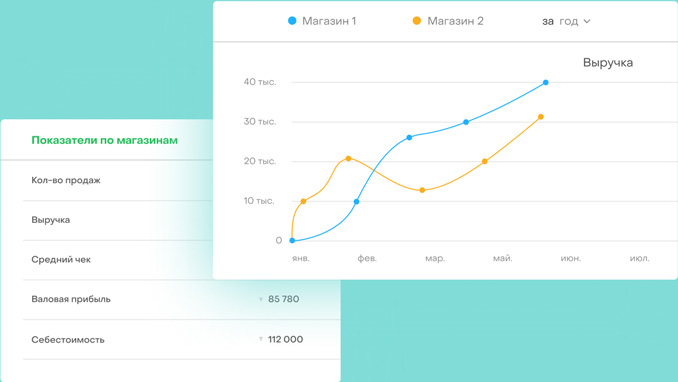 Магазин 1
Магазин 2
за год
Выручка
40 тыс.
30 тыс.
20 тыс.
10 тыс.
0
янв.
фев.
мар.
май.
июн.
июл.
Показатели по магазинам
Кол-во продаж
Выручка
Средний чек
Валовая прибыль
85 780
Себестоимость
112 000